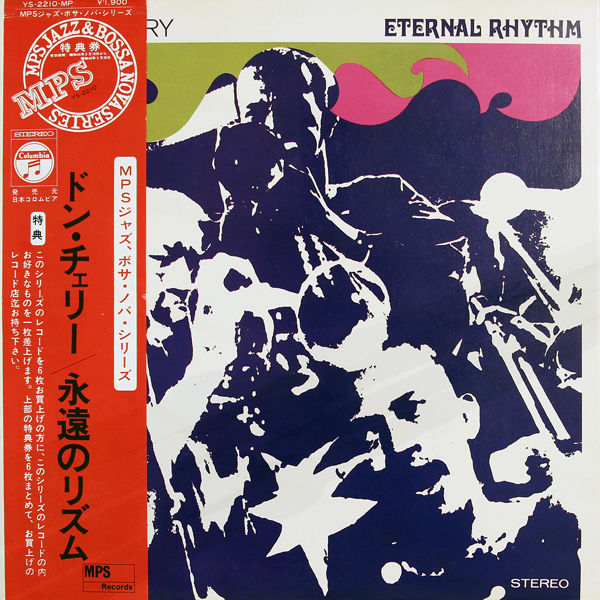 YS-2210-MP ¥1,900
MPSジャズ・ボサ・ノバ・シリーズ
MPS JAZZ & BOSSA NOVA SERIES
特典券
MPS
YS-2210
STEREO
Columbia
発売元
日本コロムビア
特典
このシリーズのレコードを6枚お買上げの方に、このシリーズのレコードの内
お好きなものを一枚差上げます。上部の特典券を6枚まとめて、お買上げの
レコード店迄お持ち下さい。
ドン・チェリー/永遠のリズム
MPSジャズ、ボサ・ノバ・シリーズ
MPS
Records
RY
ETERNAL RHYTHM
STEREO